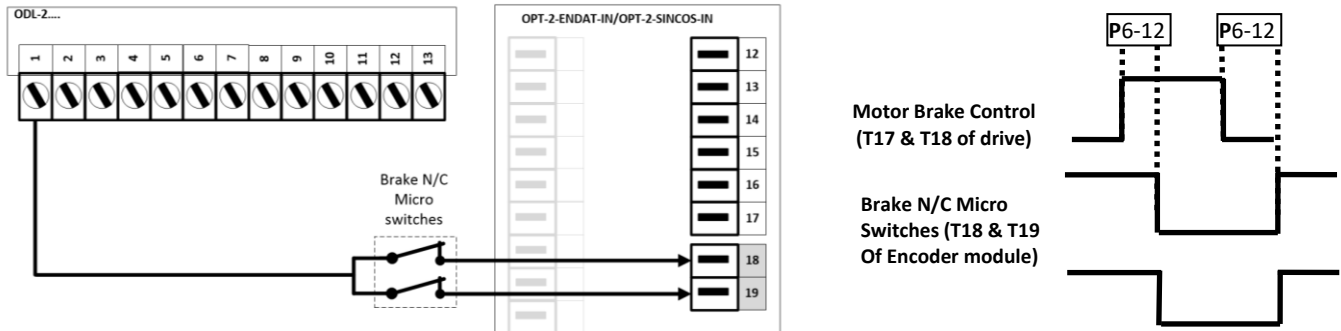 ODL-2....
1 2 3 4 5 6 7 8 9 10 11 12 13
OPT-2-ENDAT-IN/OPT-2-SINCOS-IN
12
13
14
15
16
17
18
19
Brake N/C
Micro
switches
P6-12 P6-12
Motor Brake Control
(T17 & T18 of drive)
Brake N/C Micro
Switches (T18 & T19
Of Encoder module)